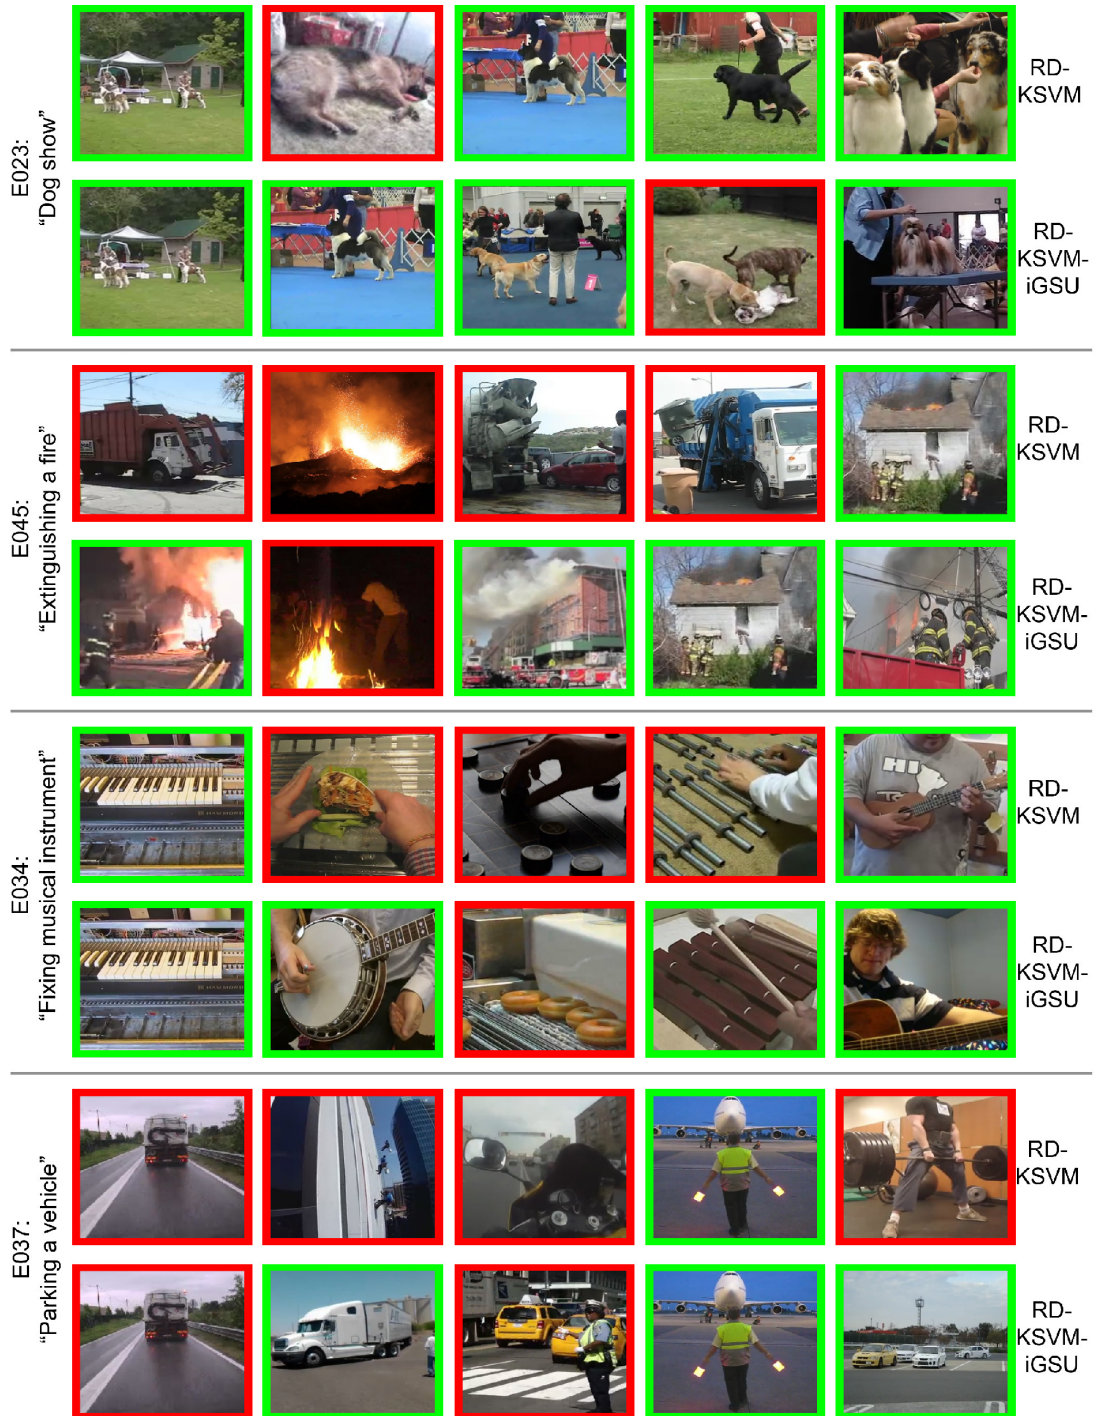 E023:
“Dog show”
RD-
KSVM
RD-
KSVM-
iGSU
E045:
“Extinguishing a fire”
RD-
KSVM
RD-
KSVM-
iGSU
E034:
“Fixing musical instrument”
RD-
KSVM
HI
RD-
KSVM-
iGSU
E037:
“Parking a vehicle”
RD-
KSVM
RD-
KSVM-
iGSU